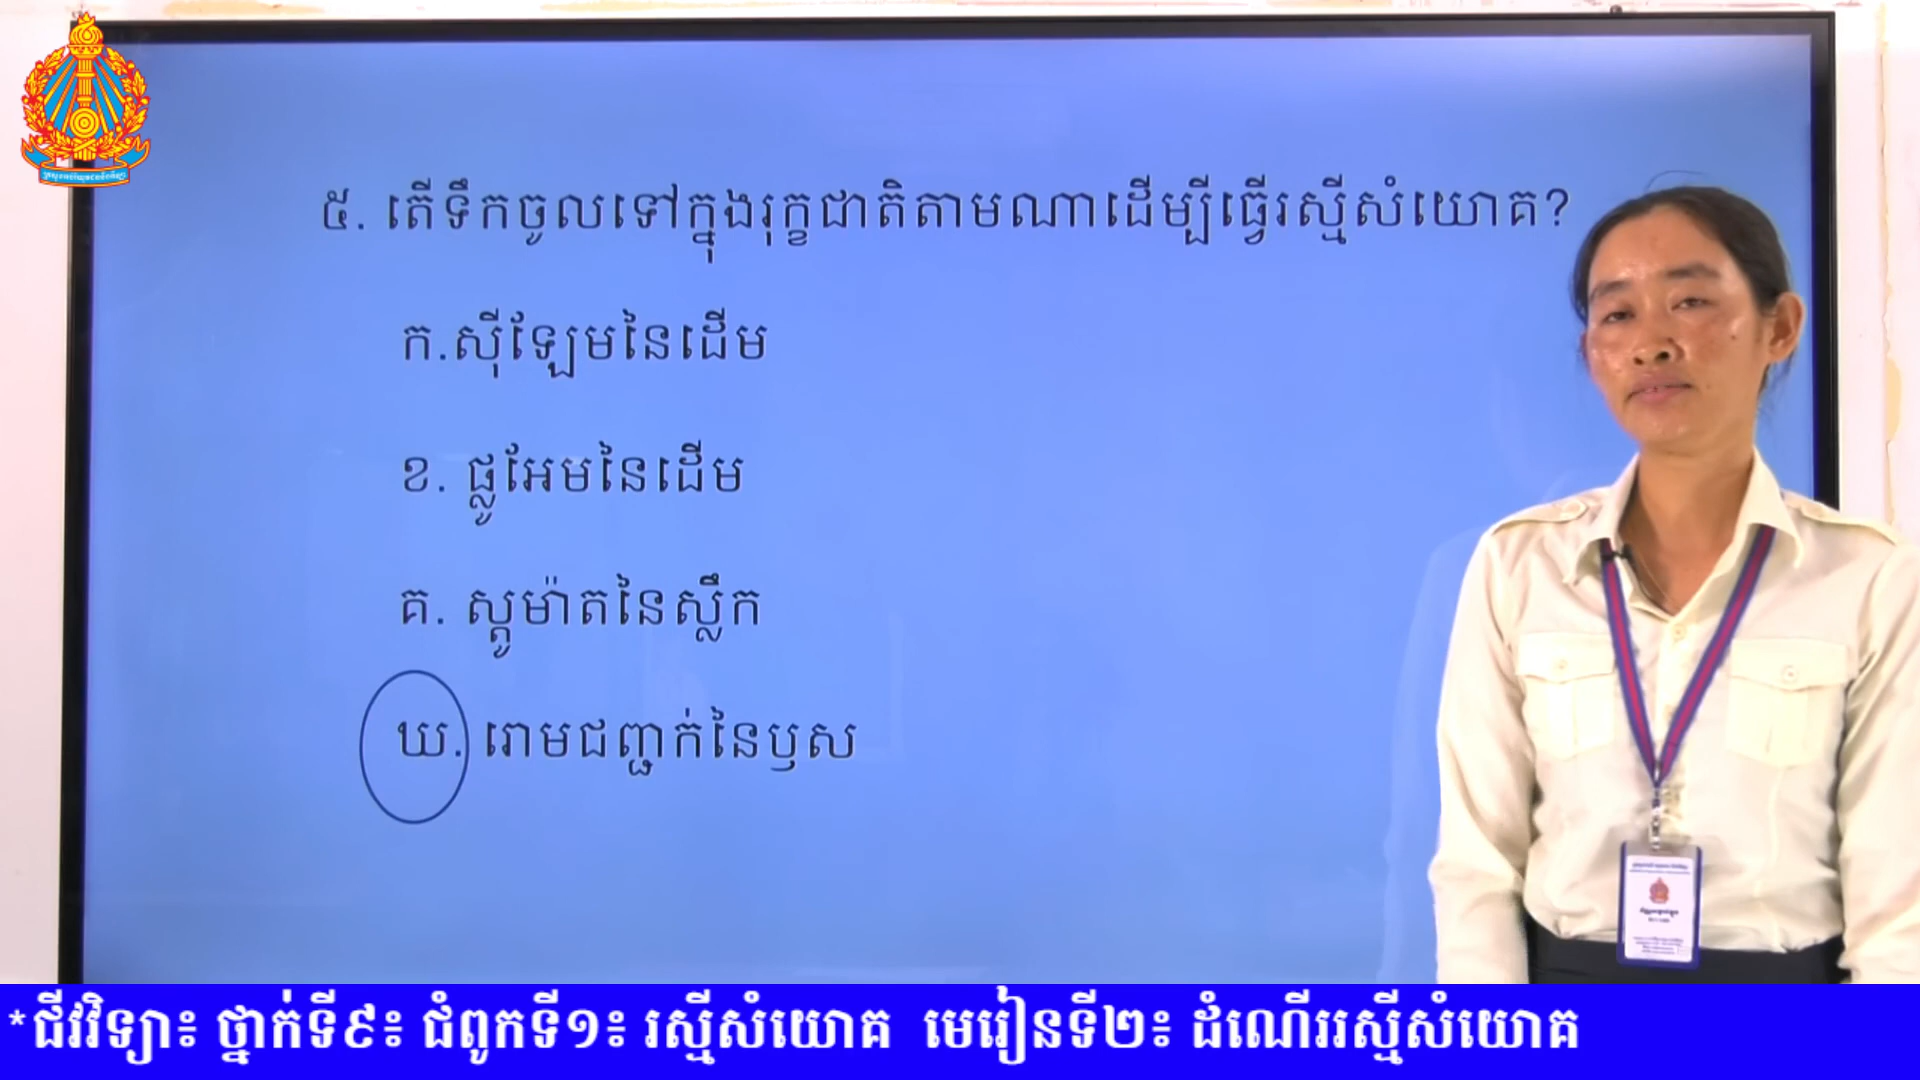 ៥. តើទឹកចូលទៅក្នុងរុក្ខជាតិតាមណាដើម្បីធ្វើរស្មីសំយោគ?
ក.ស៊ីឡែមនៃដើម
ខ. ផ្លូអែមនៃដើម
គ. ស្តូម៉ាតនៃស្លឹក
ឃ. រោមជញ្ជក់នៃឫស
*ជីវវិទ្យា៖ ថ្នាក់ទី៩៖ ជំពូកទី១៖ រស្មីសំយោគ មេរៀនទី២៖ ដំណើររស្មីសំយោគ